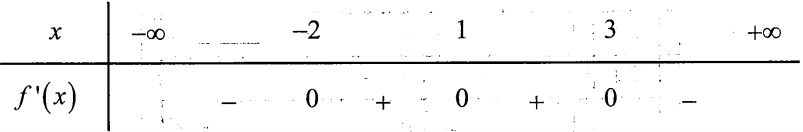 x −∞ −2 1 3 +∞
f'(x) − 0 + 0 + 0 −